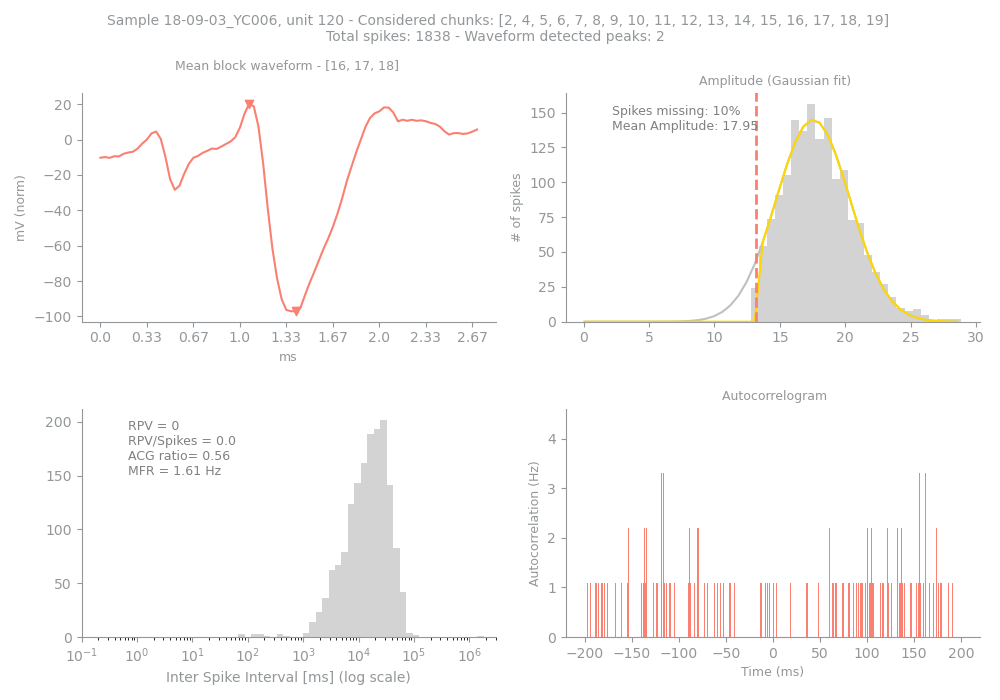 Sample 18-09-03_YC006, unit 120 - Considered chunks: [2, 4, 5, 6, 7, 8, 9, 10, 11, 12, 13, 14, 15, 16, 17, 18, 19]
Total spikes: 1838 - Waveform detected peaks: 2
Mean block waveform - [16, 17, 18]
mV (norm)
20
0
−20
−40
−60
−80
−100
0.0 0.33 0.67 1.0 1.33 1.67 2.0 2.33 2.67
ms
Amplitude (Gaussian fit)
Spikes missing: 10%
Mean Amplitude: 17.95
# of spikes
150
125
100
75
50
25
0
0 5 10 15 20 25 30
RPV = 0
RPV/Spikes = 0.0
ACG ratio= 0.56
MFR = 1.61 Hz
200
150
100
50
0
10⁻¹ 10⁰ 10¹ 10² 10³ 10⁴ 10⁵ 10⁶
Inter Spike Interval [ms] (log scale)
Autocorrelogram
Autocorrelation (Hz)
4
3
2
1
0
−200 −150 −100 −50 0 50 100 150 200
Time (ms)